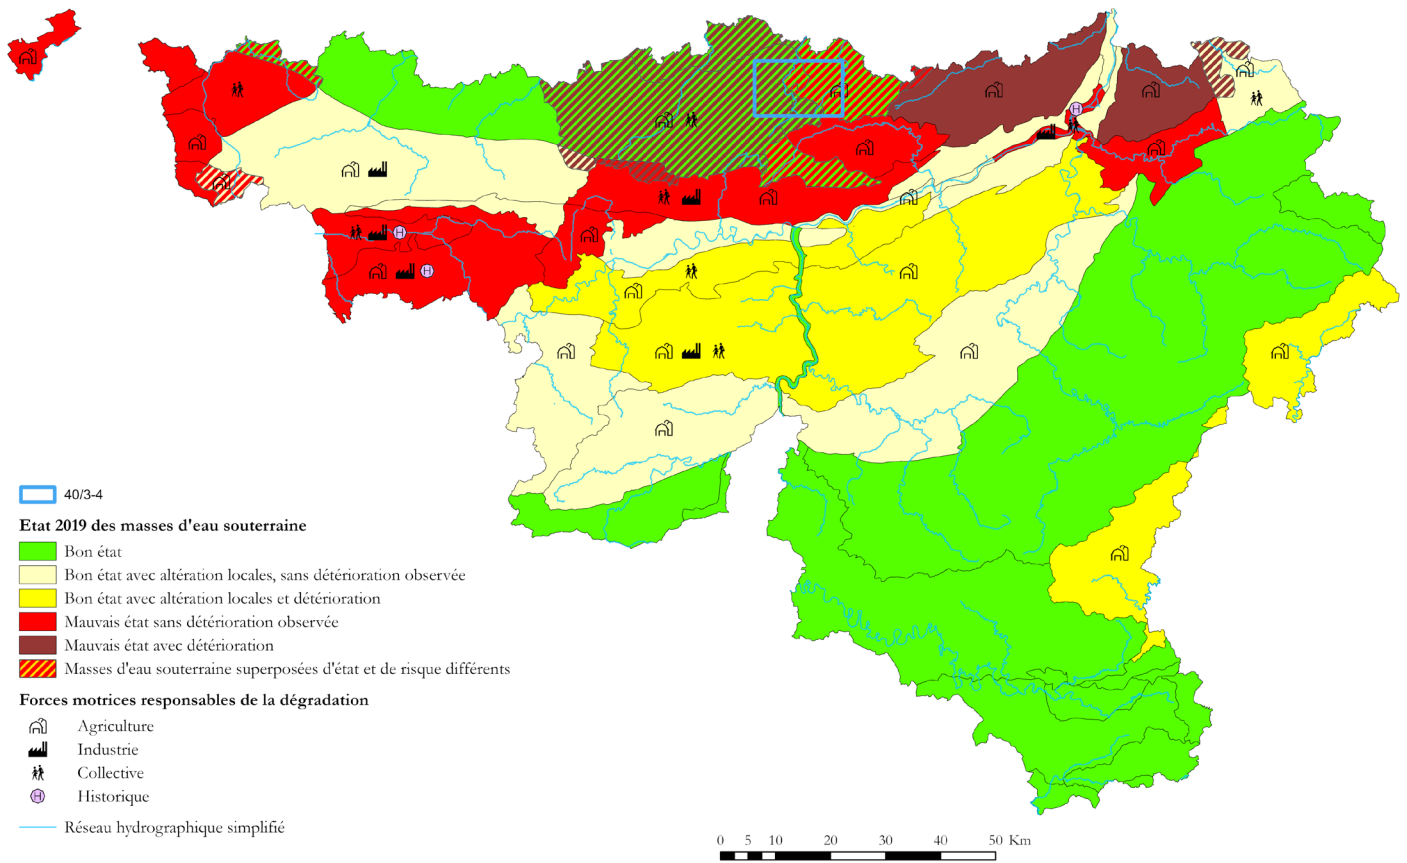 40/3-4
Etat 2019 des masses d'eau souterraine
Bon état
Bon état avec altération locales, sans détérioration observée
Bon état avec altération locales et détérioration
Mauvais état sans détérioration observée
Mauvais état avec détérioration
Masses d'eau souterraine superposées d'état et de risque différents
Forces motrices responsables de la dégradation
Agriculture
Industrie
Collective
H Historique
Réseau hydrographique simplifié
H
H
H
0 5 10 20 30 40 50 Km